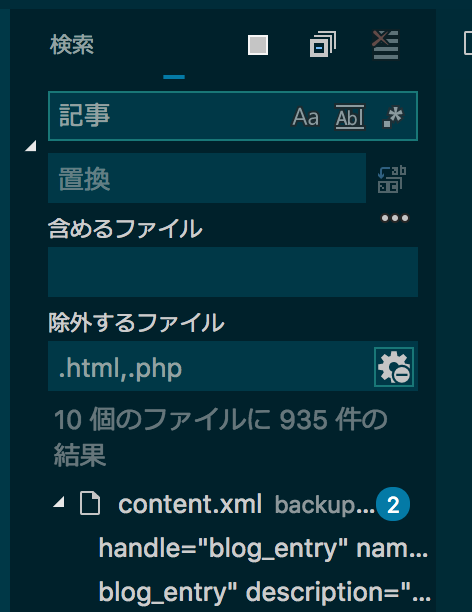 検索
記事
Aa Abl .*
置換
ab
含めるファイル
除外するファイル
.html,.php
10 個のファイルに 935 件の
結果
content.xml backup... 2
handle="blog_entry" nam...
blog_entry" description="...